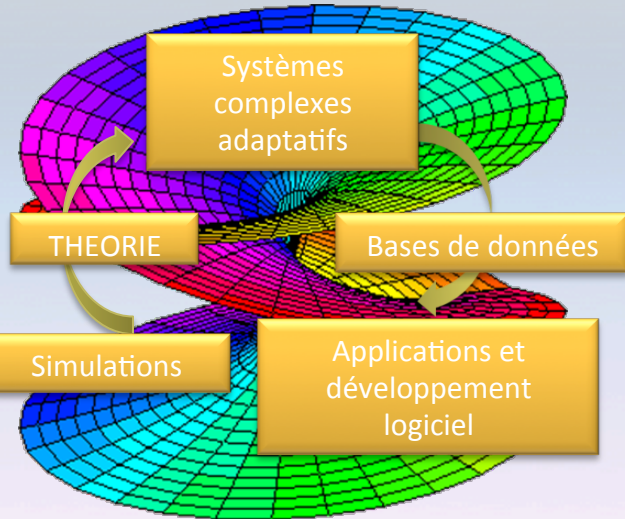 Systèmes
complexes
adaptatifs
THEORIE
Bases de données
Simulations
Applications et
développement
logiciel